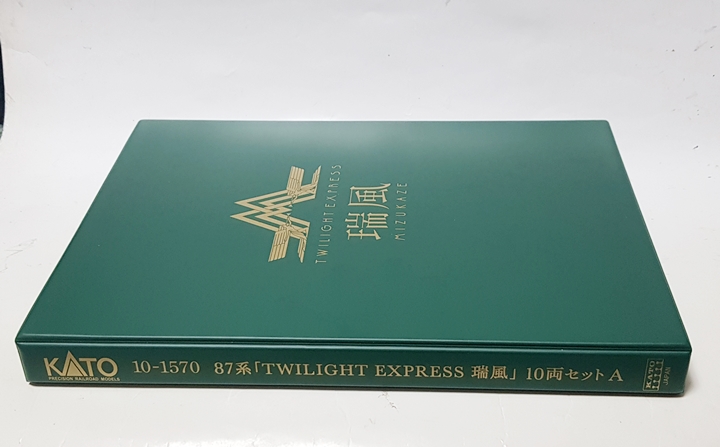 TWILIGHT EXPRESS
瑞風
MIZUKAZE
KATO
PRECISION RAILROAD MODELS
10-1570 87系「TWILIGHT EXPRESS 瑞風」10両セットA
KATO
JAPAN